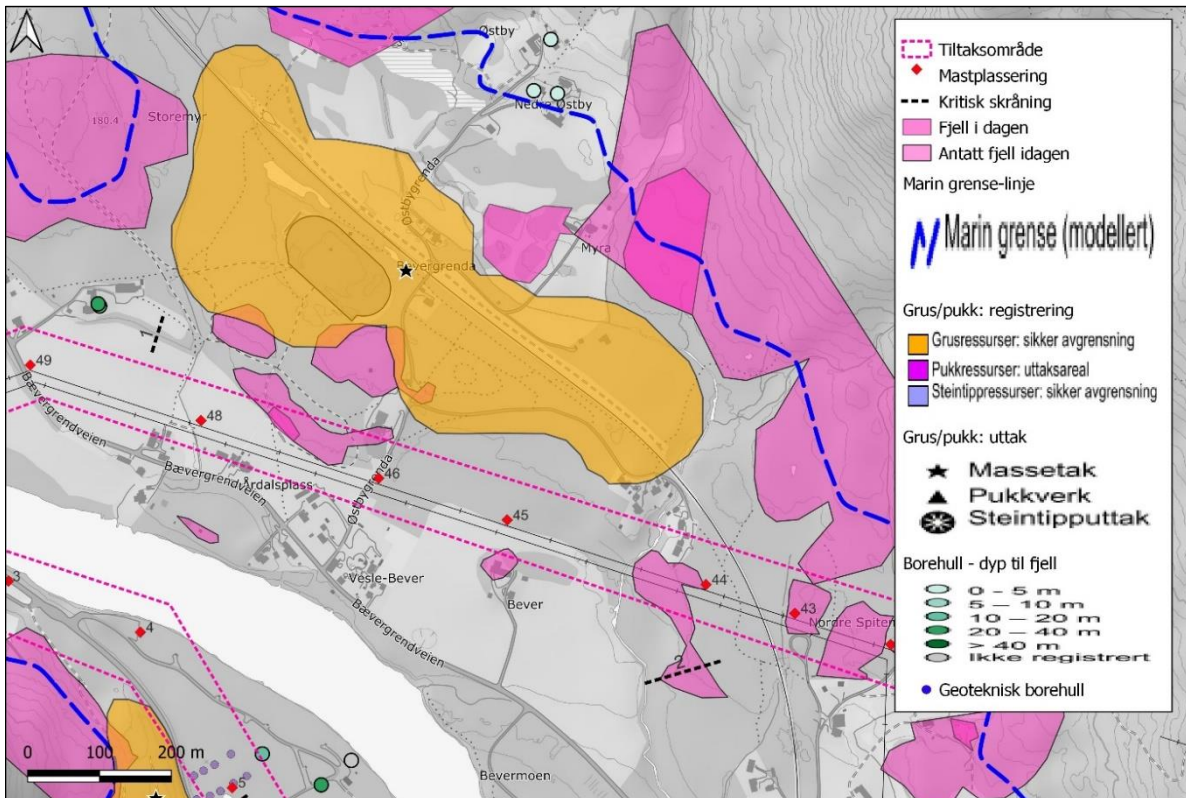 Østby
Nedre Østby
Storemyr
180.4
Østbygrenda
Myra
Bevergrenda
1
49
48
46
45
44
43
Bævergrendveien
Bævergrendveien
Årdalsplass
Østbygrenda
Vesle-Bever
Bever
Nordre Spiten
2
3
4
5
Bævergrendveien
Bevermoen
0 100 200 m
Tiltaksområde
Mastplassering
Kritisk skråning
Fjell i dagen
Antatt fjell idagen
Marin grense-linje
Marin grense (modellert)
Grus/pukk: registrering
Grusressurser: sikker avgrensning
Pukkressurser: uttaksareal
Steintippressurser: sikker avgrensning
Grus/pukk: uttak
Massetak
Pukkverk
Steintipputtak
Borehull - dyp til fjell
0 - 5 m
5 – 10 m
10 – 20 m
20 – 40 m
> 40 m
Ikke registrert
Geoteknisk borehull